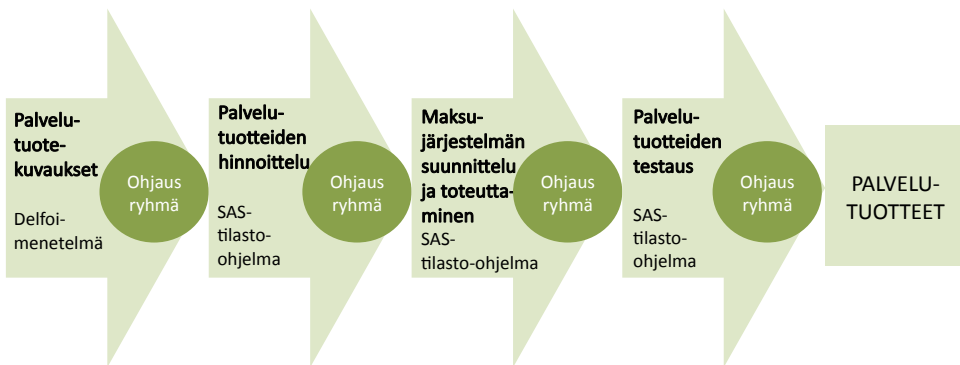 Palvelu-
tuote-
kuvaukset
Delfoi-
menetelmä
Ohjaus
ryhmä
Palvelu-
tuotteiden
hinnoittelu
SAS-
tilasto-
ohjelma
Ohjaus
ryhmä
Maksu-
järjestelmän
suunnittelu
ja toteutta-
minen
SAS-
tilasto-ohjelma
Ohjaus
ryhmä
Palvelu-
tuotteiden
testaus
SAS-
tilasto-
ohjelma
Ohjaus
ryhmä
PALVELU-
TUOTTEET